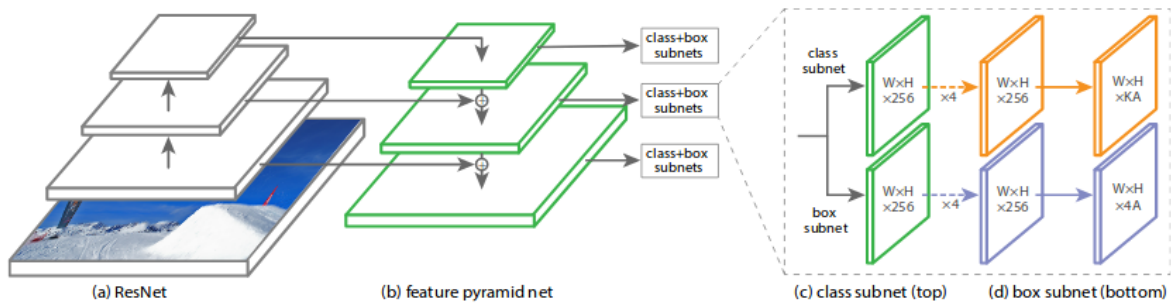 class+box
subnets
class+box
subnets
class+box
subnets
class
subnet
W×H
×256
×4
W×H
×256
W×H
×KA
box
subnet
W×H
×256
×4
W×H
×256
W×H
×4A
(a) ResNet
(b) feature pyramid net
(c) class subnet (top)
(d) box subnet (bottom)